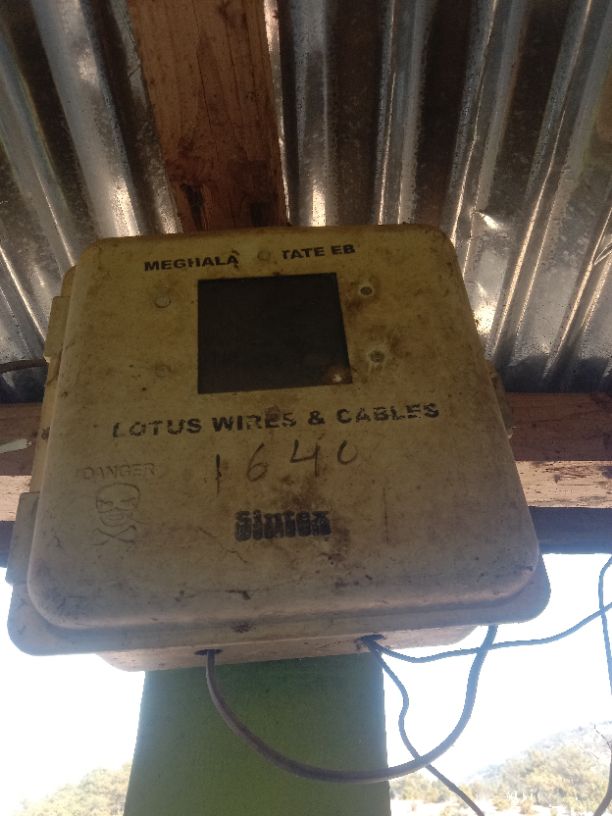 MEGHALA TATE EB
LOTUS WIRES & CABLES
1640
DANGER
Sintex